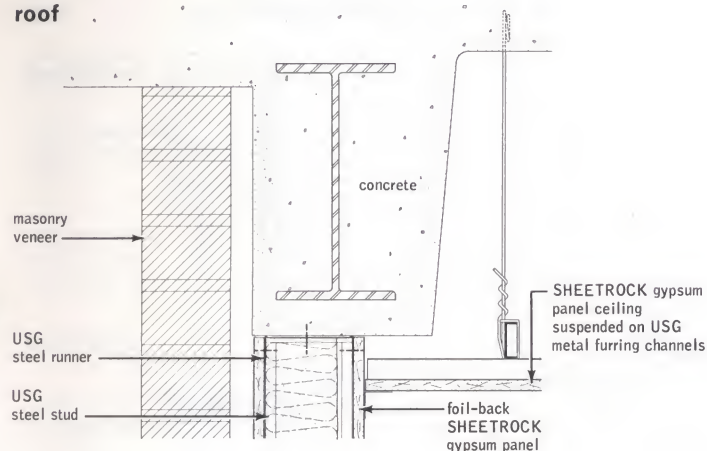 roof
concrete
masonry
veneer
USG
steel runner
USG
steel stud
SHEETROCK gypsum
panel ceiling
suspended on USG
metal furring channels
foil-back
SHEETROCK
gypsum panel